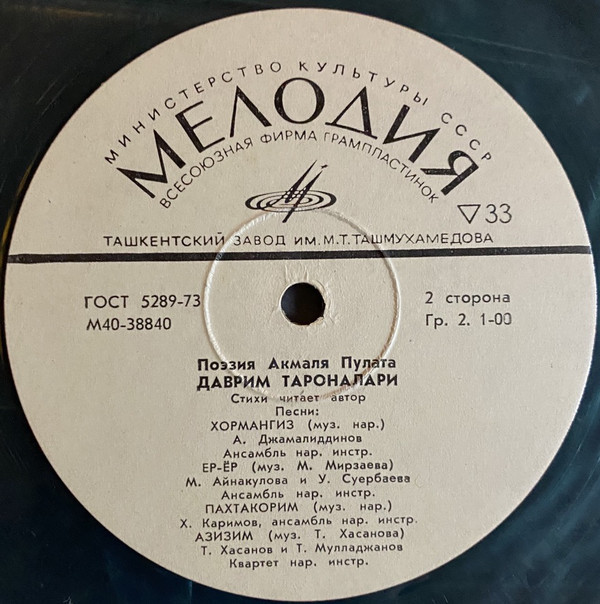 МИНИСТЕРСТВО КУЛЬТУРЫ СССР
МЕЛОДИЯ
ВСЕСОЮЗНАЯ ФИРМА ГРАМПЛАСТИНОК
▽33
ТАШКЕНТСКИЙ ЗАВОД ИМ. М.Т. ТАШМУХАМЕДОВА
ГОСТ 5289-73
М40-38840
2 сторона
Гр. 2. 1-00
Поэзия Акмаля Пулата
ДАВРИМ ТАРОНАЛАРИ
Стихи читает автор
Песни:
ХОРМАНГИЗ (муз. нар.)
А. Джамалиддинов
Ансамбль нар. инстр.
ЕР-ЁР (муз. М. Мирзаева)
М. Айнакулова и У. Суербаева
Ансамбль нар. инстр.
ПАХТАКОРИМ (муз. нар.)
Х. Каримов, ансамбль нар. инстр.
АЗИЗИМ (муз. Т. Хасанова)
Т. Хасанов и Т. Мулладжанов
Квартет нар. инстр.